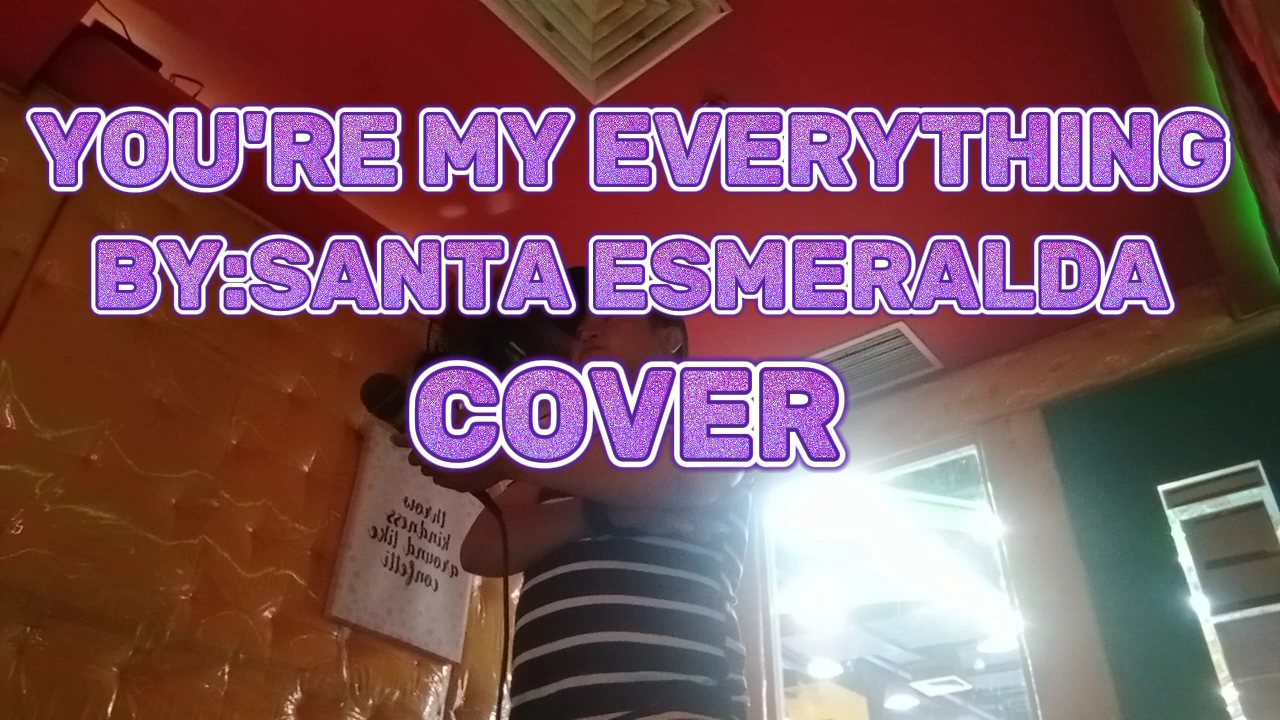 YOU'RE MY EVERYTHING
BY:SANTA ESMERALDA
COVER
throw
kindness
around like
confetti